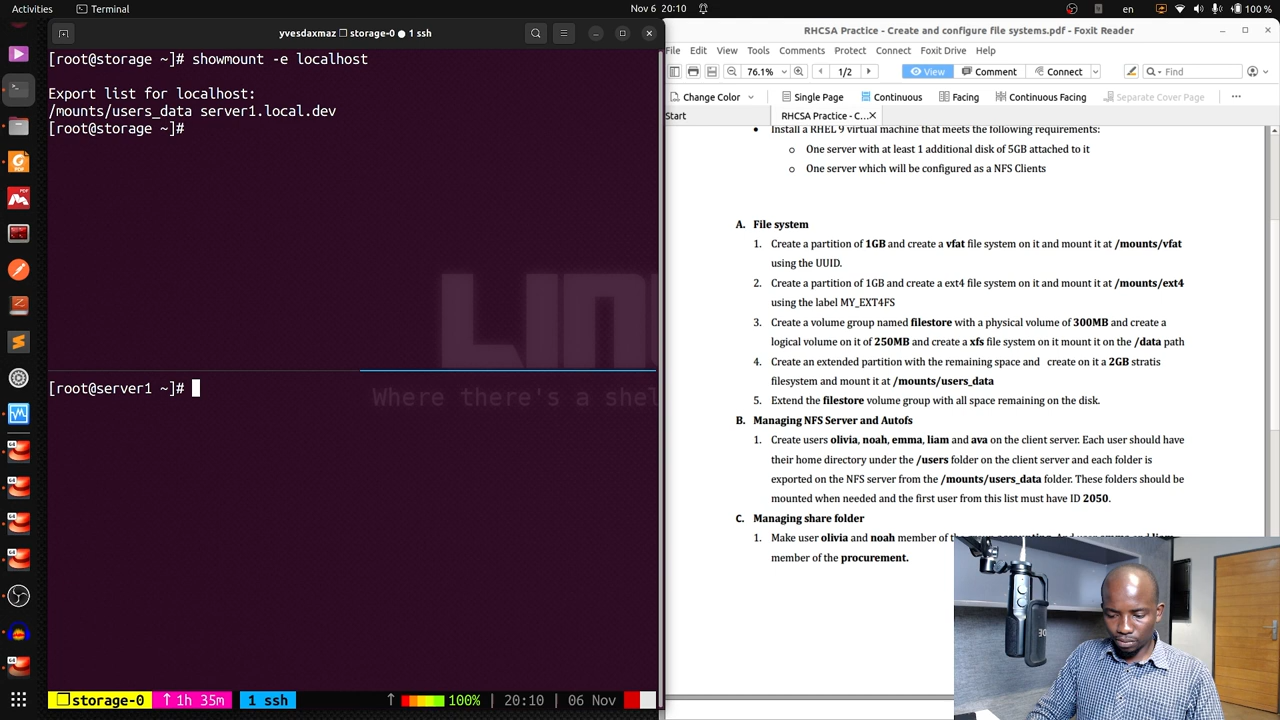 Activities
Terminal
Nov 6
100 %
yvesdaxmaz ❐ storage-0 ● 1 ssh
[root@storage ~]# showmount -e localhost
Export list for localhost:
/mounts/users_data server1.local.dev
[root@storage ~]#
[root@server1 ~]#
Where there's a shel
❐ storage-0
↑ 1h 35m
1 ssh
↑
100%
| 20:10 | 06 Nov
RHCSA Practice - Create and configure file systems.pdf - Foxit Reader
File Edit View Tools Comments Protect Connect Foxit Drive Help
76.1%
1/2
View
Comment
Connect
Find
Change Color
Single Page
Continuous
Facing
Continuous Facing
Separate Cover Page
Start
RHCSA Practice - C...
• Install a RHEL 9 virtual machine that meets the following requirements:
o One server with at least 1 additional disk of 5GB attached to it
o One server which will be configured as a NFS Clients
A. File system
1. Create a partition of 1GB and create a vfat file system on it and mount it at /mounts/vfat
using the UUID.
2. Create a partition of 1GB and create a ext4 file system on it and mount it at /mounts/ext4
using the label MY_EXT4FS
3. Create a volume group named filestore with a physical volume of 300MB and create a
logical volume on it of 250MB and create a xfs file system on it mount it on the /data path
4. Create an extended partition with the remaining space and create on it a 2GB stratis
filesystem and mount it at /mounts/users_data
5. Extend the filestore volume group with all space remaining on the disk.
B. Managing NFS Server and Autofs
1. Create users olivia, noah, emma, liam and ava on the client server. Each user should have
their home directory under the /users folder on the client server and each folder is
exported on the NFS server from the /mounts/users_data folder. These folders should be
mounted when needed and the first user from this list must have ID 2050.
C. Managing share folder
1. Make user olivia and noah member of
member of the procurement.